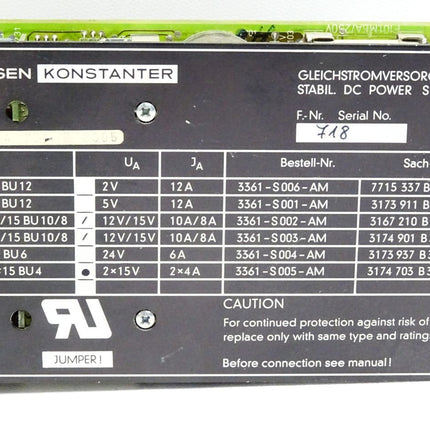 T101MEA/250V
SEN KONSTANTER
GLEICHSTROMVERSORG
STABIL. DC POWER S
F.-Nr. Serial No.
718
U A J A Bestell-Nr. Sach-
BU12 2V 12A 3361-S006-AM 7715 337 B
BU12 5V 12A 3361-S001-AM 3173 911 B
/15 BU10/8 / 12V/15V 10A/8A 3361-S002-AM 3167 210 B
/15 BU10/8 / 12V/15V 10A/8A 3361-S003-AM 3174 901 B
BU6 24V 6A 3361-S004-AM 3173 937 B
×15 BU4 • 2×15V 2×4A 3361-S005-AM 3174 703 B
CAUTION
For continued protection against risk of
replace only with same type and ratings
JUMPER!
Before connection see manual!